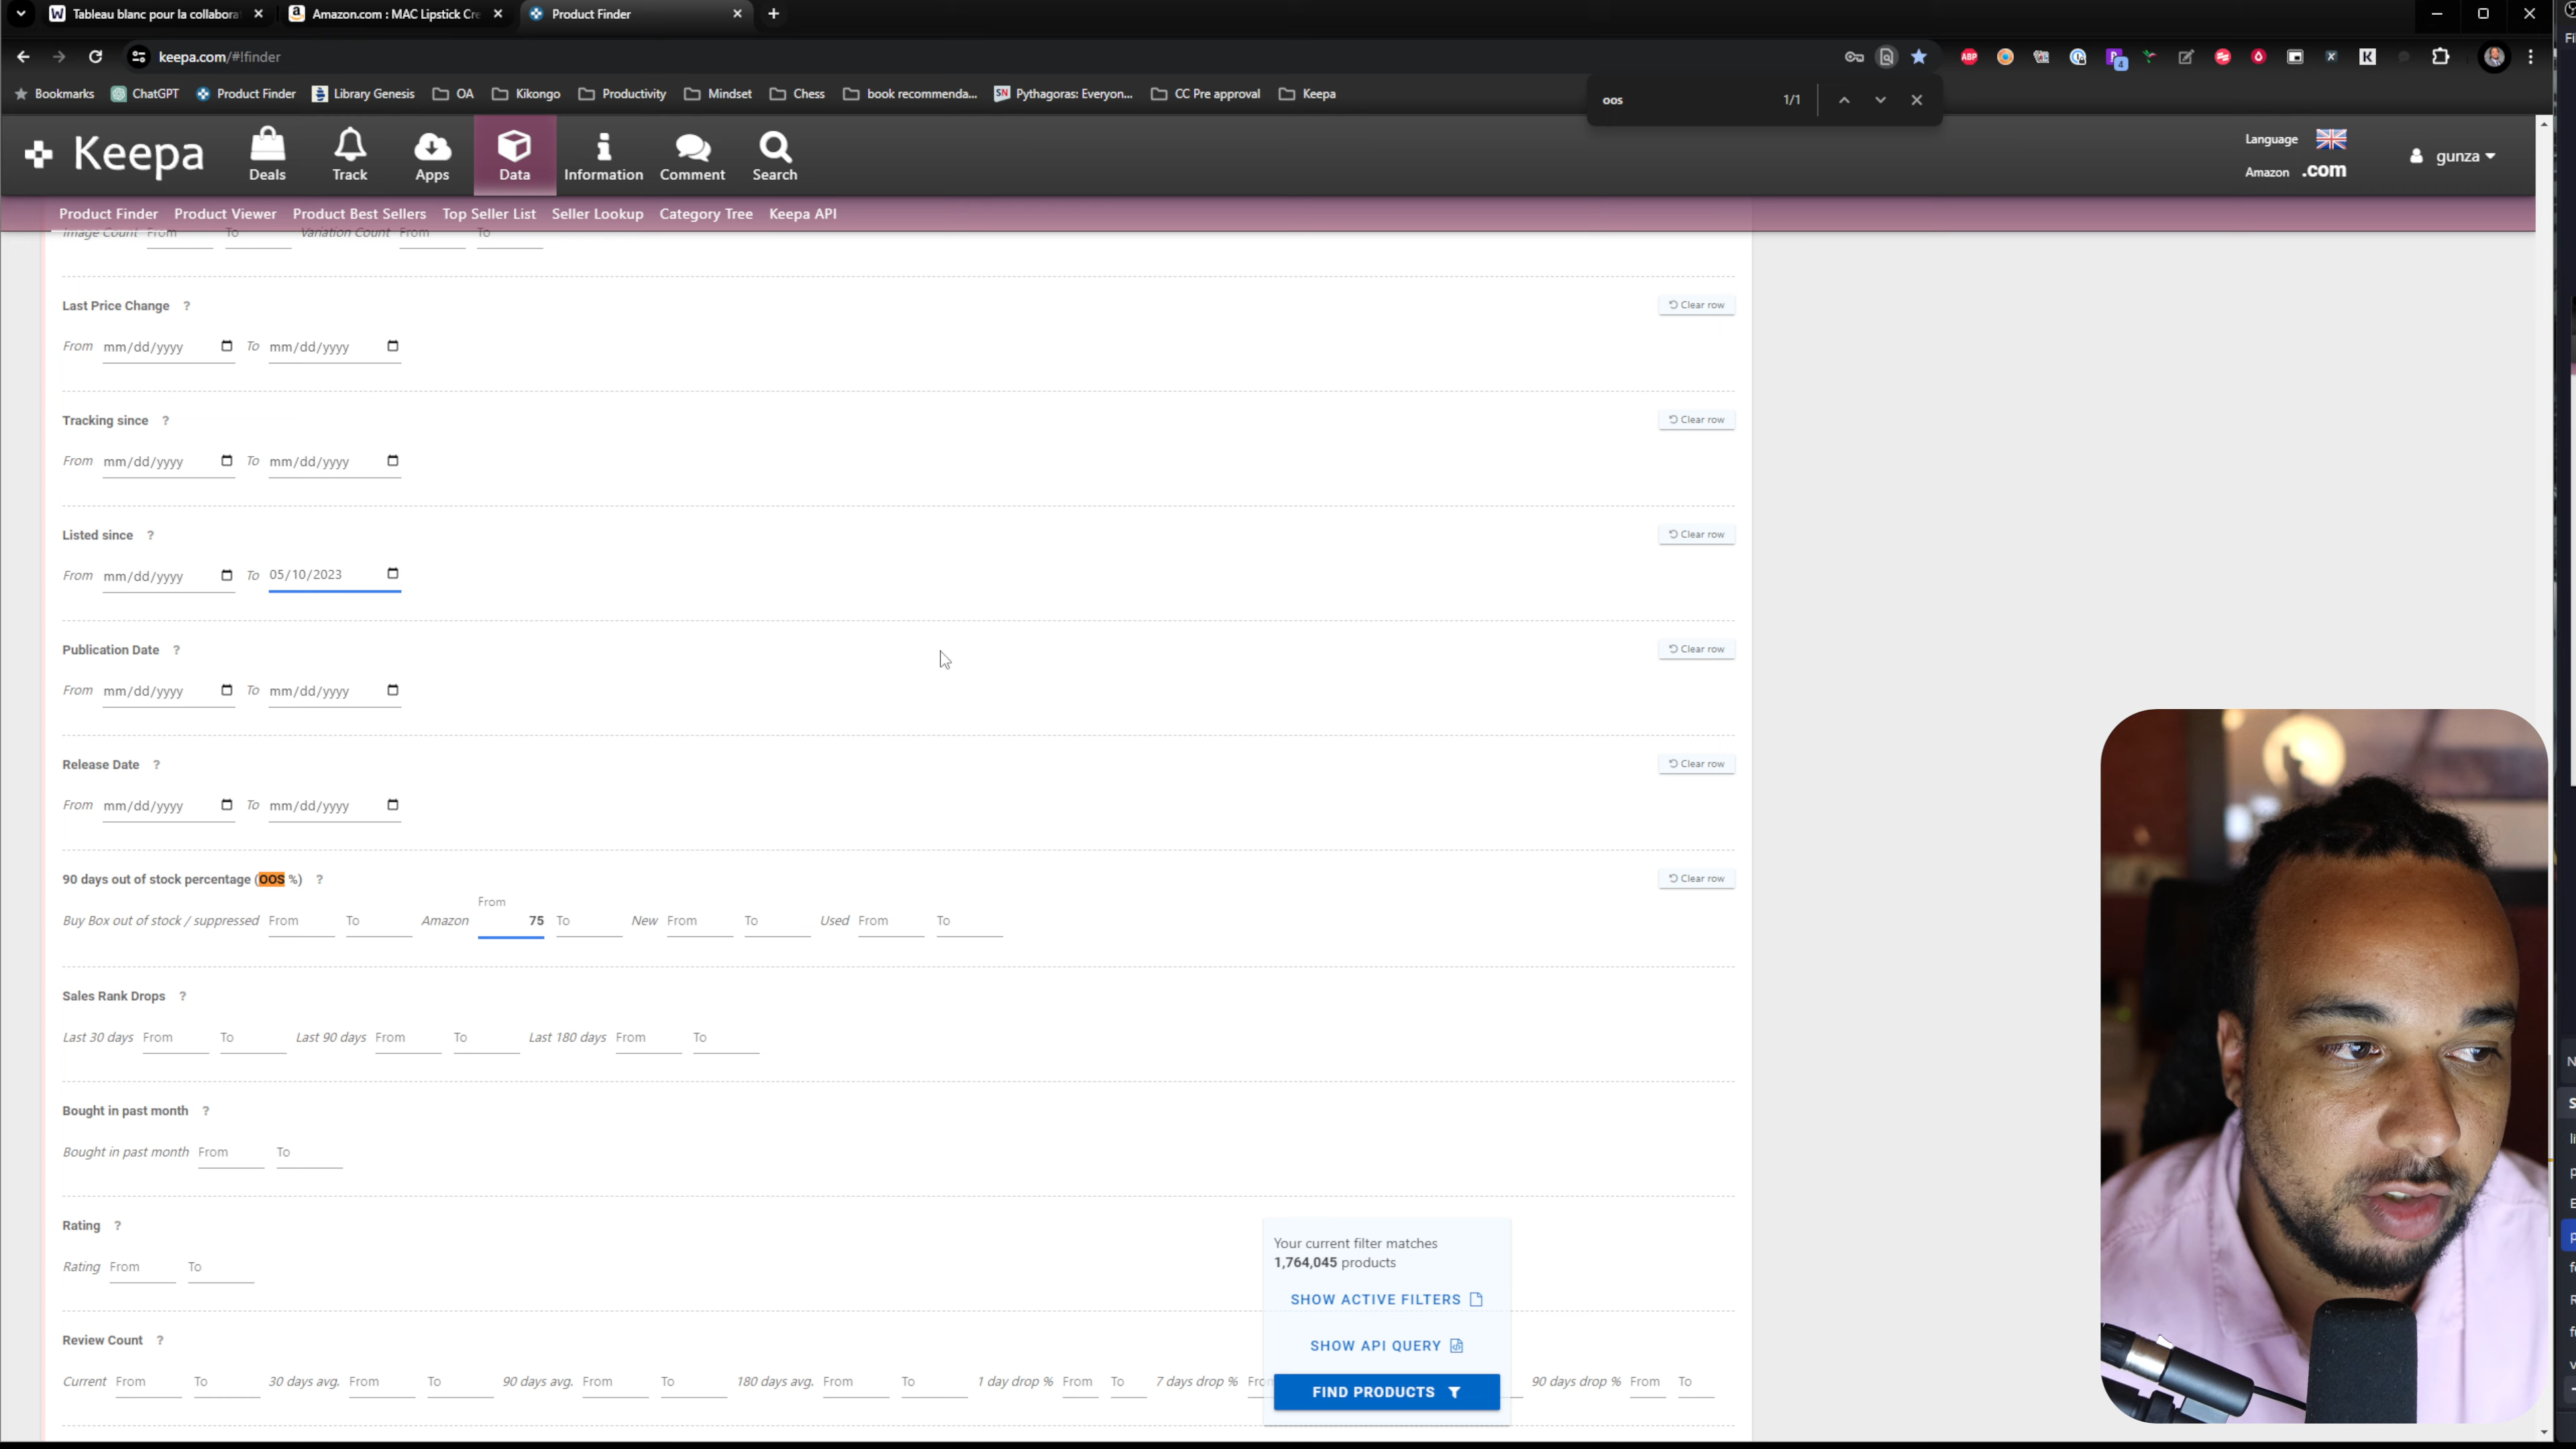 Tableau blanc pour la collabora
Amazon.com : MAC Lipstick Cre
Product Finder
keepa.com/#!finder
Bookmarks ChatGPT Product Finder Library Genesis OA Kikongo Productivity Mindset Chess book recommenda... Pythagoras: Everyon... CC Pre approval Keepa
oos 1/1
Keepa
Deals Track Apps Data Information Comment Search
Language
Amazon .com
gunza
Product Finder Product Viewer Product Best Sellers Top Seller List Seller Lookup Category Tree Keepa API
Image Count From To Variation Count From To
Last Price Change ? Clear row
From mm/dd/yyyy To mm/dd/yyyy
Tracking since ? Clear row
From mm/dd/yyyy To mm/dd/yyyy
Listed since ? Clear row
From mm/dd/yyyy To 05/10/2023
Publication Date ? Clear row
From mm/dd/yyyy To mm/dd/yyyy
Release Date ? Clear row
From mm/dd/yyyy To mm/dd/yyyy
90 days out of stock percentage (OOS %) ? Clear row
From
Buy Box out of stock / suppressed From To Amazon 75 To New From To Used From To
Sales Rank Drops ?
Last 30 days From To Last 90 days From To Last 180 days From To
Bought in past month ?
Bought in past month From To
Rating ?
Rating From To
Your current filter matches
1,764,045 products
SHOW ACTIVE FILTERS
SHOW API QUERY
FIND PRODUCTS
Review Count ?
Current From To 30 days avg. From To 90 days avg. From To 180 days avg. From To 1 day drop % From To 7 days drop % 90 days drop % From To